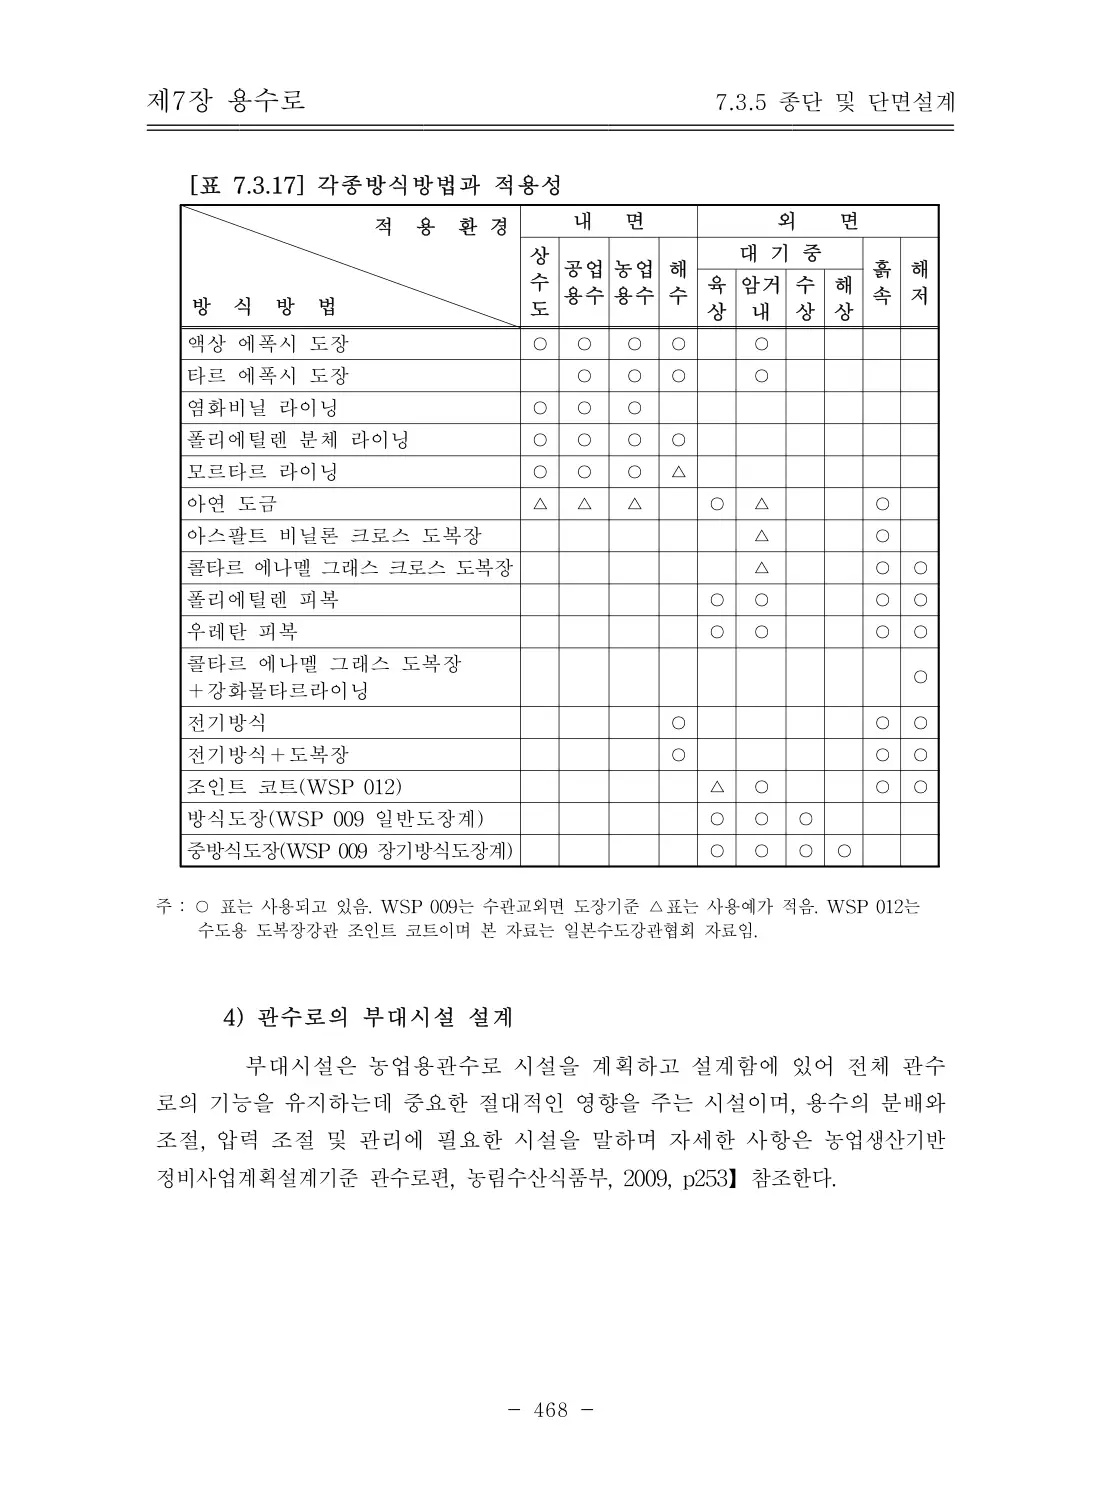 제7장 용수로
7.3.5 종단 및 단면설계
[표 7.3.17] 각종방식방법과 적용성
적 용 환 경
방 식 방 법
내 면
외 면
상수도
공업용수
농업용수
해수
대 기 중
육상
암거내
수상
해상
흙속
해저
액상 에폭시 도장 ○ ○ ○ ○ ○
타르 에폭시 도장 ○ ○ ○ ○
염화비닐 라이닝 ○ ○ ○
폴리에틸렌 분체 라이닝 ○ ○ ○ ○
모르타르 라이닝 ○ ○ ○ △
아연 도금 △ △ △ ○ △ ○
아스팔트 비닐론 크로스 도복장 △ ○
콜타르 에나멜 그래스 크로스 도복장 △ ○ ○
폴리에틸렌 피복 ○ ○ ○ ○
우레탄 피복 ○ ○ ○ ○
콜타르 에나멜 그래스 도복장
+강화몰타르라이닝 ○
전기방식 ○ ○ ○
전기방식+도복장 ○ ○ ○
조인트 코트(WSP 012) △ ○ ○ ○
방식도장(WSP 009 일반도장계) ○ ○ ○
중방식도장(WSP 009 장기방식도장계) ○ ○ ○ ○
주 : ○ 표는 사용되고 있음. WSP 009는 수관교외면 도장기준 △표는 사용예가 적음. WSP 012는
수도용 도복장강관 조인트 코트이며 본 자료는 일본수도강관협회 자료임.
4) 관수로의 부대시설 설계
부대시설은 농업용관수로 시설을 계획하고 설계함에 있어 전체 관수
로의 기능을 유지하는데 중요한 절대적인 영향을 주는 시설이며, 용수의 분배와
조절, 압력 조절 및 관리에 필요한 시설을 말하며 자세한 사항은 농업생산기반
정비사업계획설계기준 관수로편, 농림수산식품부, 2009, p253】참조한다.
- 468 -